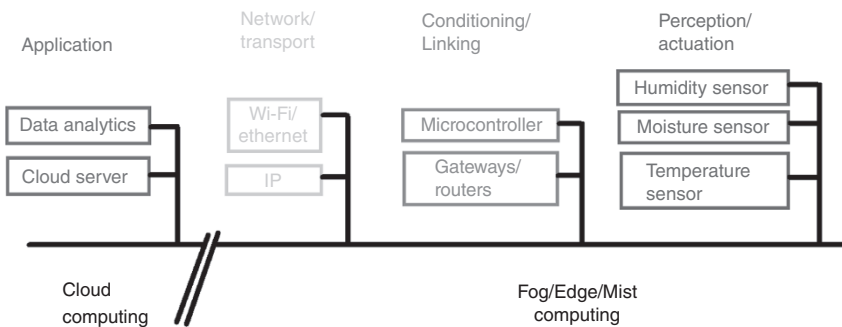 Application
Network/
transport
Conditioning/
Linking
Perception/
actuation
Data analytics
Cloud server
Wi-Fi/
ethernet
IP
Microcontroller
Gateways/
routers
Humidity sensor
Moisture sensor
Temperature
sensor
Cloud
computing
Fog/Edge/Mist
computing